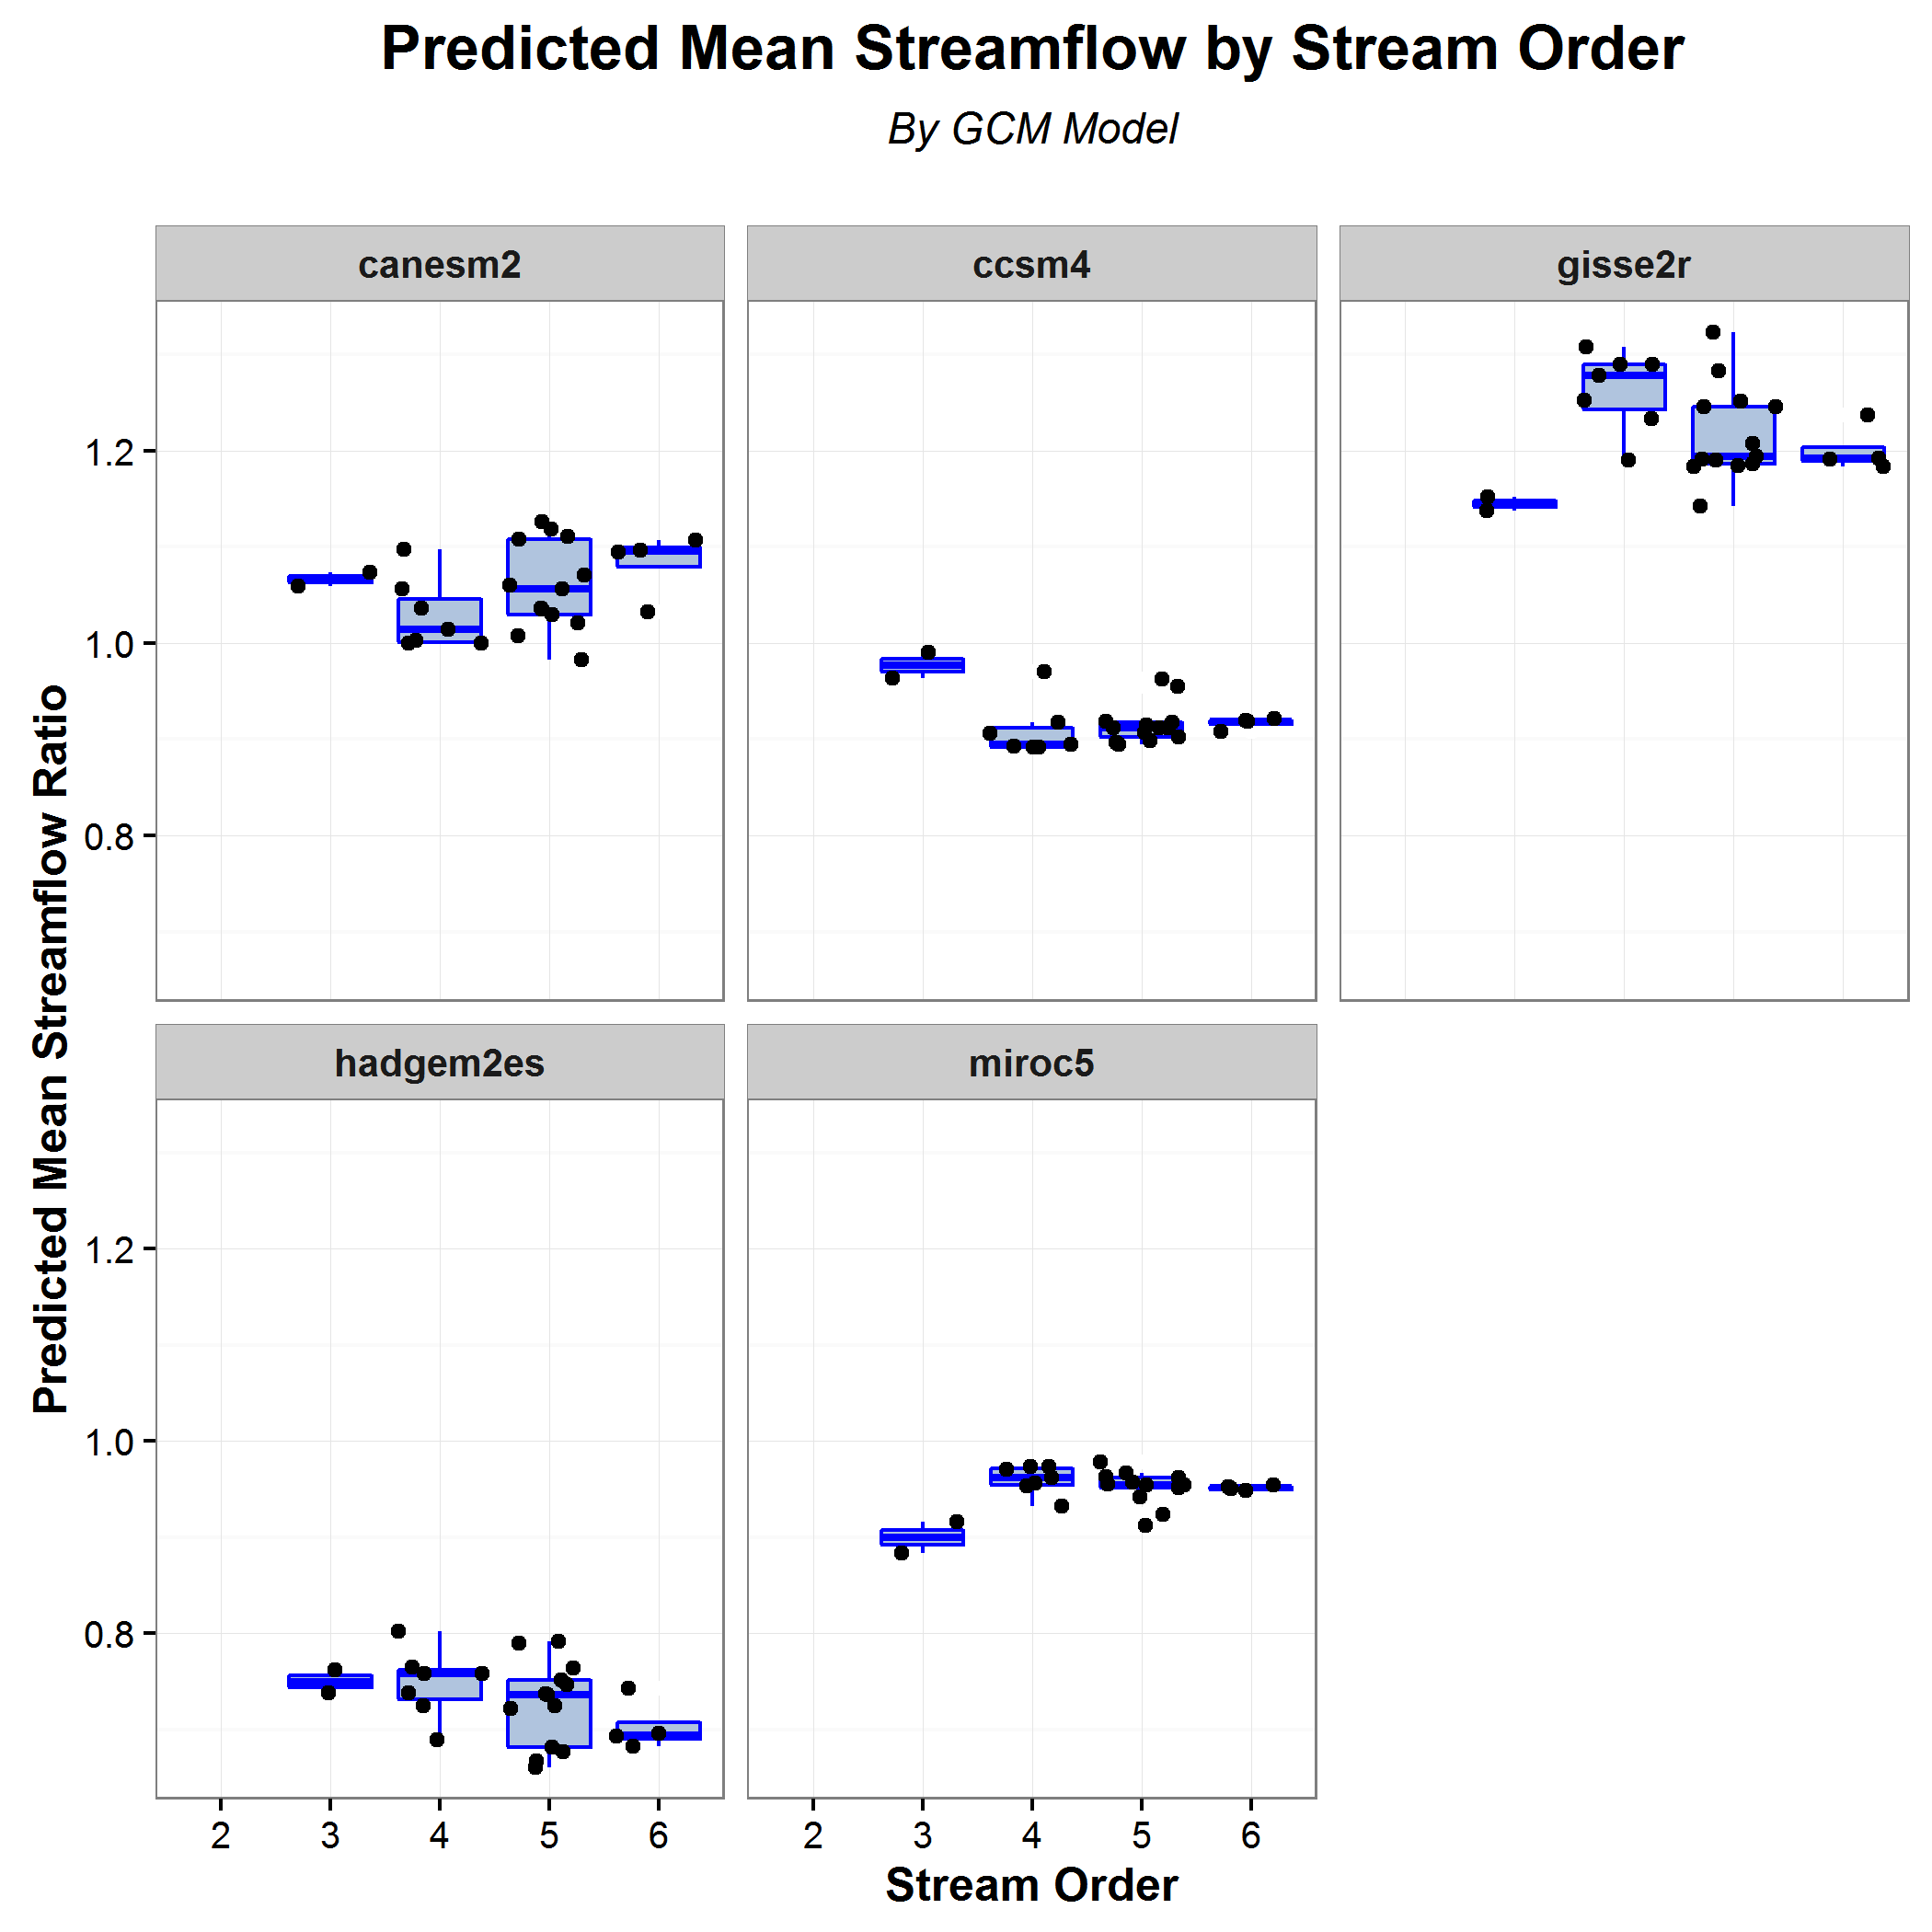 Predicted Mean Streamflow by Stream Order
By GCM Model
canesm2
ccsm4
gisse2r
1.2
1.0
0.8
Predicted Mean Streamflow Ratio
hadgem2es
miroc5
1.2
1.0
0.8
2 3 4 5 6
2 3 4 5 6
Stream Order